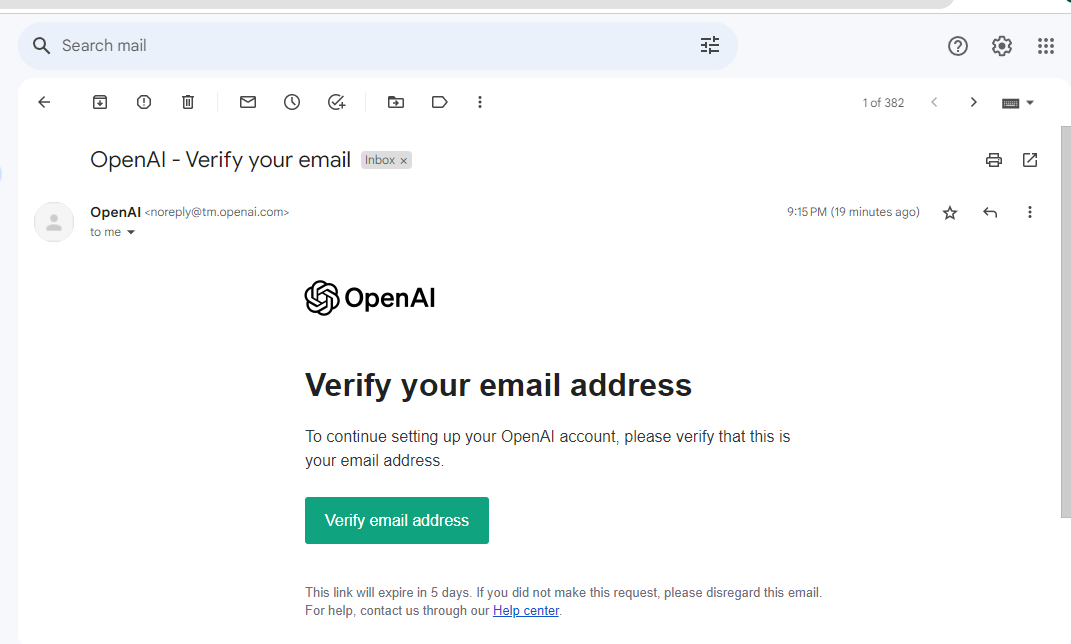 Search mail
1 of 382
OpenAI - Verify your email Inbox x
OpenAI <noreply@tm.openai.com> 9:15 PM (19 minutes ago)
to me
OpenAI
Verify your email address
To continue setting up your OpenAI account, please verify that this is
your email address.
Verify email address
This link will expire in 5 days. If you did not make this request, please disregard this email.
For help, contact us through our Help center.